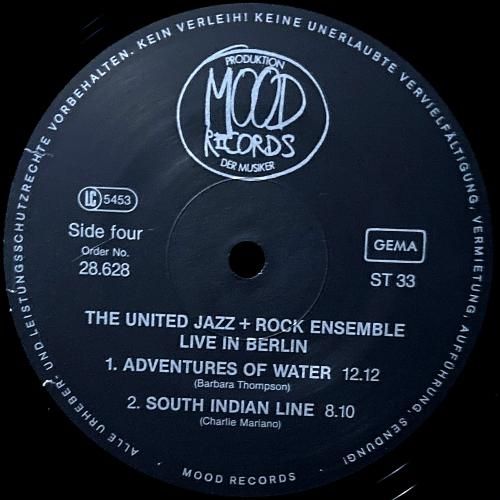 ALLE URHEBER- UND LEISTUNGSSCHUTZRECHTE VORBEHALTEN. KEIN VERLEIH! KEINE UNERLAUBTE VERVIELFÄLTIGUNG, VERMIETUNG, AUFFÜHRUNG, SENDUNG!
PRODUKTION
MOOD
RECORDS
DER MUSIKER
LC 5453
Side four
Order No.
28.628
GEMA
ST 33
THE UNITED JAZZ + ROCK ENSEMBLE
LIVE IN BERLIN
1. ADVENTURES OF WATER 12.12
(Barbara Thompson)
2. SOUTH INDIAN LINE 8.10
(Charlie Mariano)
· MOOD RECORDS ·